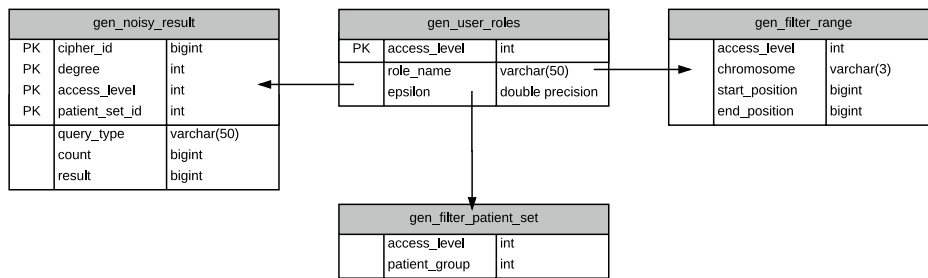 gen_noisy_result
PK cipher_id bigint
PK degree int
PK access_level int
PK patient_set_id int
query_type varchar(50)
count bigint
result bigint
gen_user_roles
PK access_level int
role_name varchar(50)
epsilon double precision
gen_filter_range
access_level int
chromosome varchar(3)
start_position bigint
end_position bigint
gen_filter_patient_set
access_level int
patient_group int